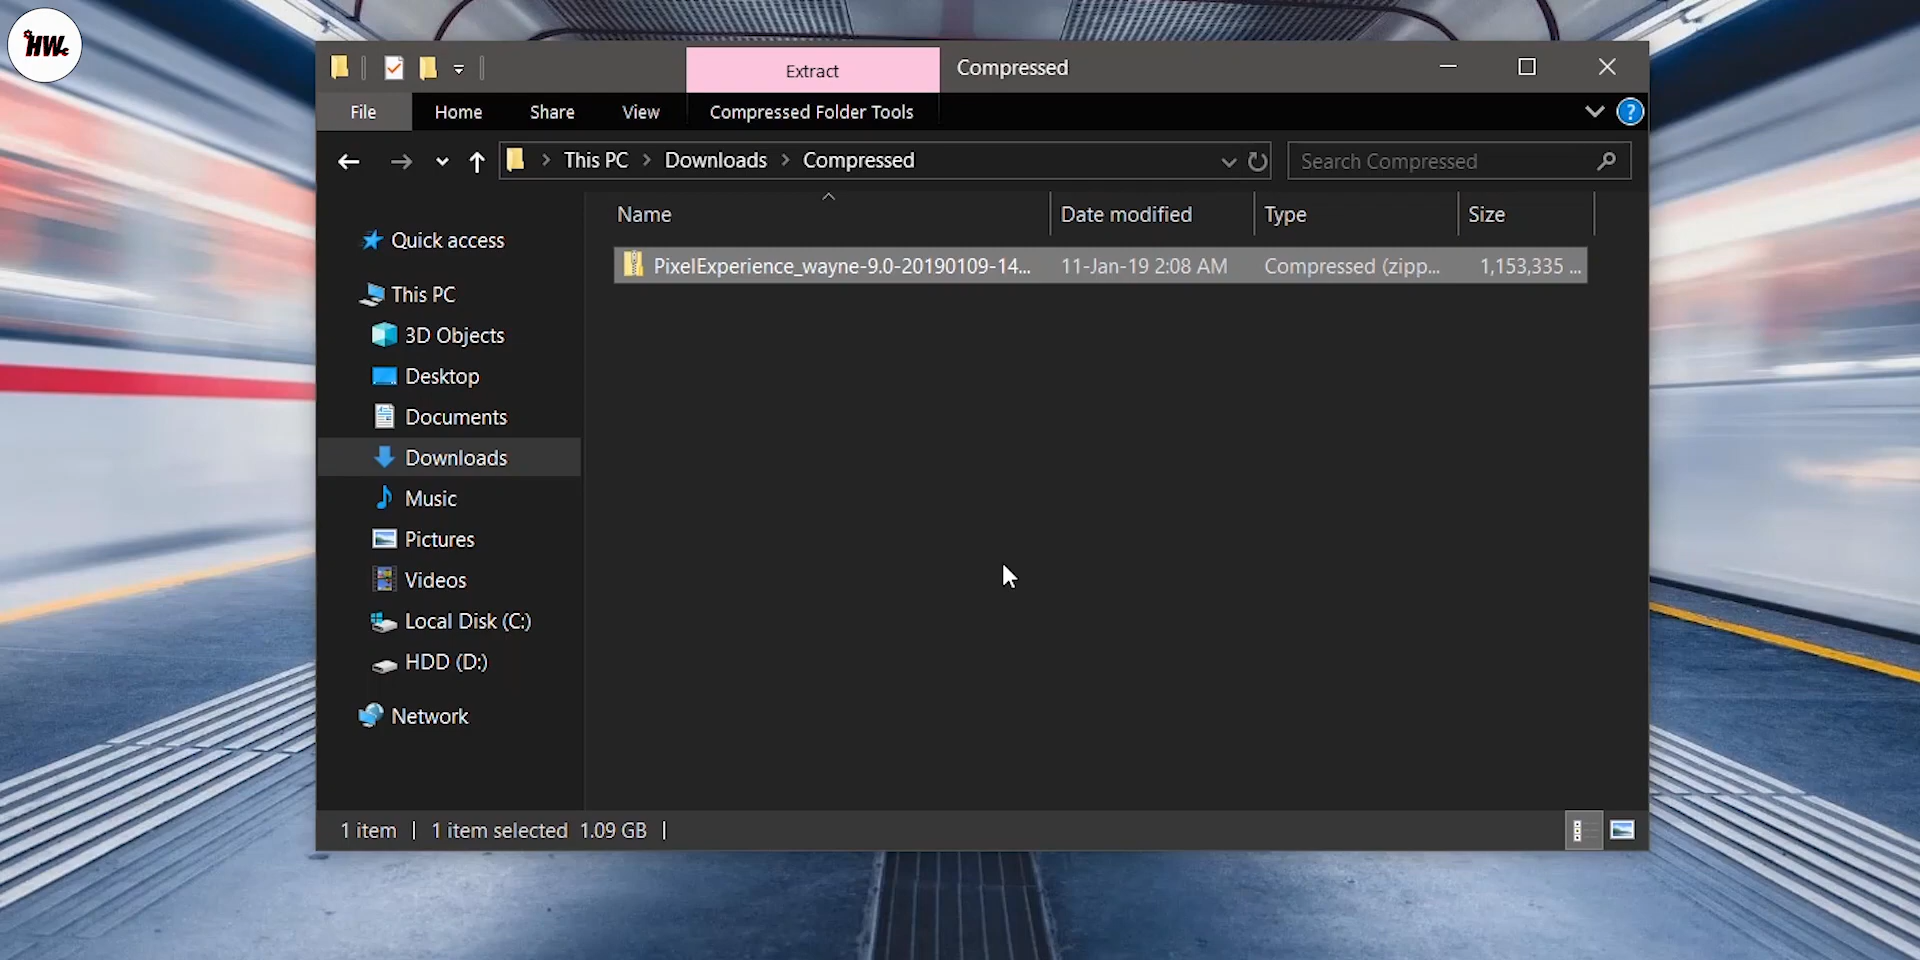 HW
Extract
Compressed
File
Home
Share
View
Compressed Folder Tools
?
This PC
Downloads
Compressed
Search Compressed
Name
Date modified
Type
Size
PixelExperience_wayne-9.0-20190109-14...
11-Jan-19 2:08 AM
Compressed (zipp...
1,153,335 ...
Quick access
This PC
3D Objects
Desktop
Documents
Downloads
Music
Pictures
Videos
Local Disk (C:)
HDD (D:)
Network
1 item
1 item selected 1.09 GB